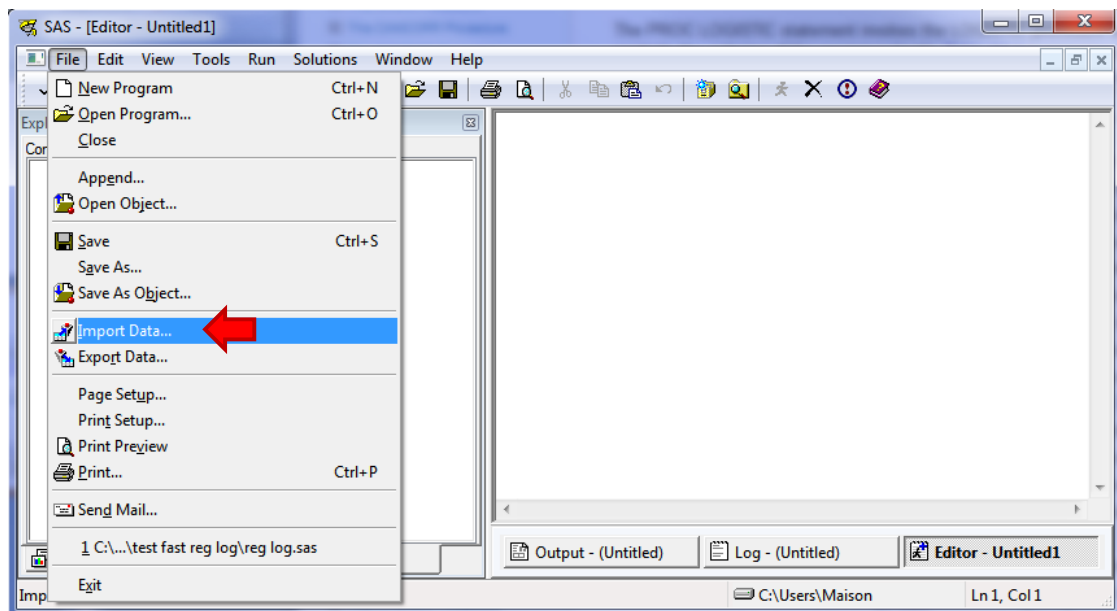 SAS - [Editor - Untitled1]
File Edit View Tools Run Solutions Window Help
New Program Ctrl+N
Open Program... Ctrl+O
Close
Append...
Open Object...
Save Ctrl+S
Save As...
Save As Object...
Import Data...
Export Data...
Page Setup...
Print Setup...
Print Preview
Print... Ctrl+P
Send Mail...
1 C:\...\test fast reg log\reg log.sas
Exit
Expl
Cor
Output - (Untitled) Log - (Untitled) Editor - Untitled1
Imp C:\Users\Maison Ln 1, Col 1